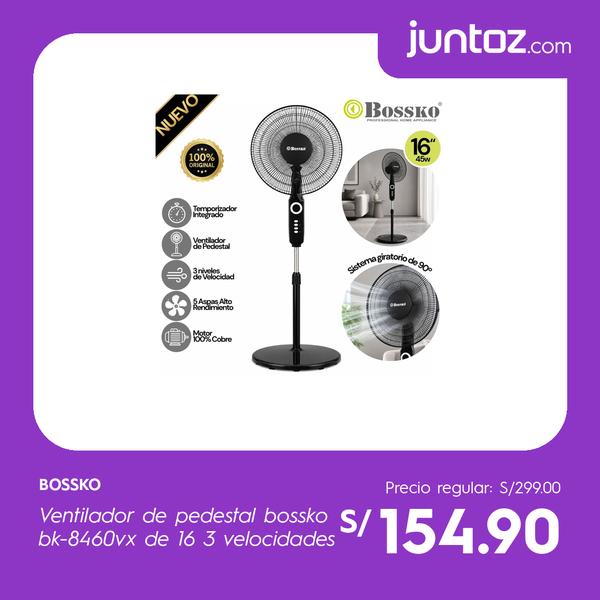 juntoz.com
NUEVO
100%
ORIGINAL
BOSSKO®
PROFESSIONAL HOME APPLIANCE
16"
45w
Temporizador
Integrado
Ventilador
de Pedestal
3 niveles
de Velocidad
5 Aspas Alto
Rendimiento
Motor
100% Cobre
Bossko
Sistema giratorio de 90º
Bossko
BOSSKO
Ventilador de pedestal bossko
bk-8460vx de 16 3 velocidades
Precio regular: S/299.00
S/154.90